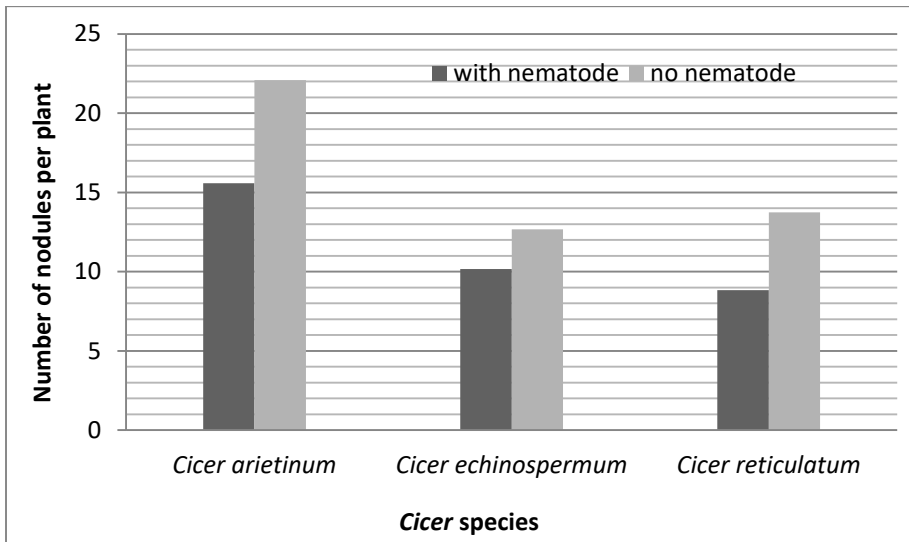 25
with nematode no nematode
20
15
10
5
0
Number of nodules per plant
Cicer arietinum Cicer echinospermum Cicer reticulatum
Cicer species